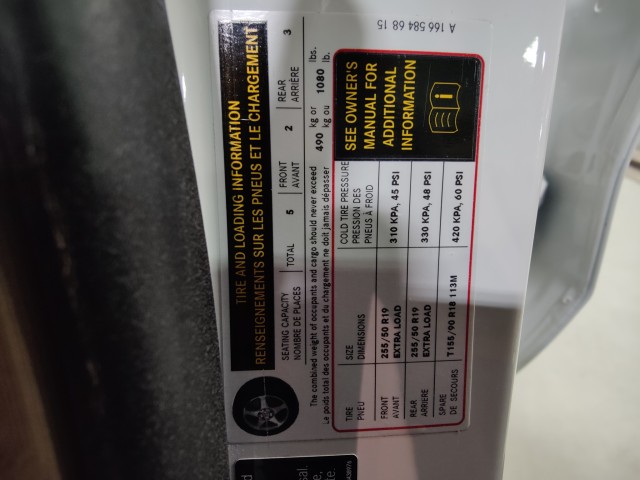 A 166 584 68 15
TIRE AND LOADING INFORMATION
RENSEIGNEMENTS SUR LES PNEUS ET LE CHARGEMENT
SEATING CAPACITY TOTAL 5 FRONT 2 REAR 3
NOMBRE DE PLACES AVANT ARRIÈRE
The combined weight of occupants and cargo should never exceed 490 kg or 1080 lbs.
Le poids total des occupants et du chargement ne doit jamais dépasser kg ou lb.
TIRE SIZE COLD TIRE PRESSURE
PNEU DIMENSIONS PRESSION DES
PNEUS À FROID
FRONT 255/50 R19 310 KPA, 45 PSI
AVANT EXTRA LOAD
REAR 255/50 R19 330 KPA, 48 PSI
ARRIERE EXTRA LOAD
SPARE T155/90 R18 113M 420 KPA, 60 PSI
DE SECOURS
SEE OWNER'S
MANUAL FOR
ADDITIONAL
INFORMATION